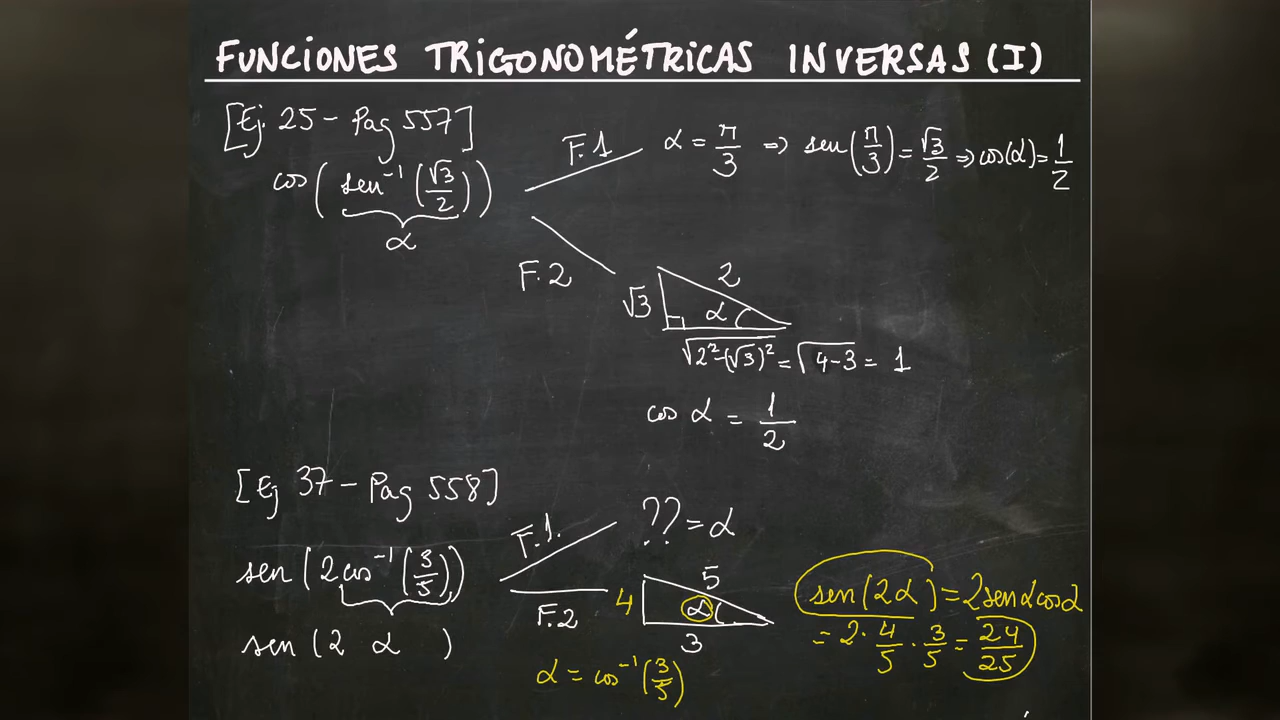 FUNCIONES TRIGONOMÉTRICAS INVERSAS (I)
[Ej. 25 - Pag 557]
cos(sen⁻¹(√3/2))
α
F.1
α = π/3 ⇒ sen(π/3) = √3/2 ⇒ cos(α) = 1/2
F.2
2
√3
α
√2²-(√3)² = √4-3 = 1
cos α = 1/2
[Ej 37 - Pag 558]
sen(2cos⁻¹(3/5))
sen(2 α )
F.1.
?? = α
F.2
5
4
α
3
α = cos⁻¹(3/5)
sen(2α) = 2senαcosα
= 2·4/5·3/5 = 24/25